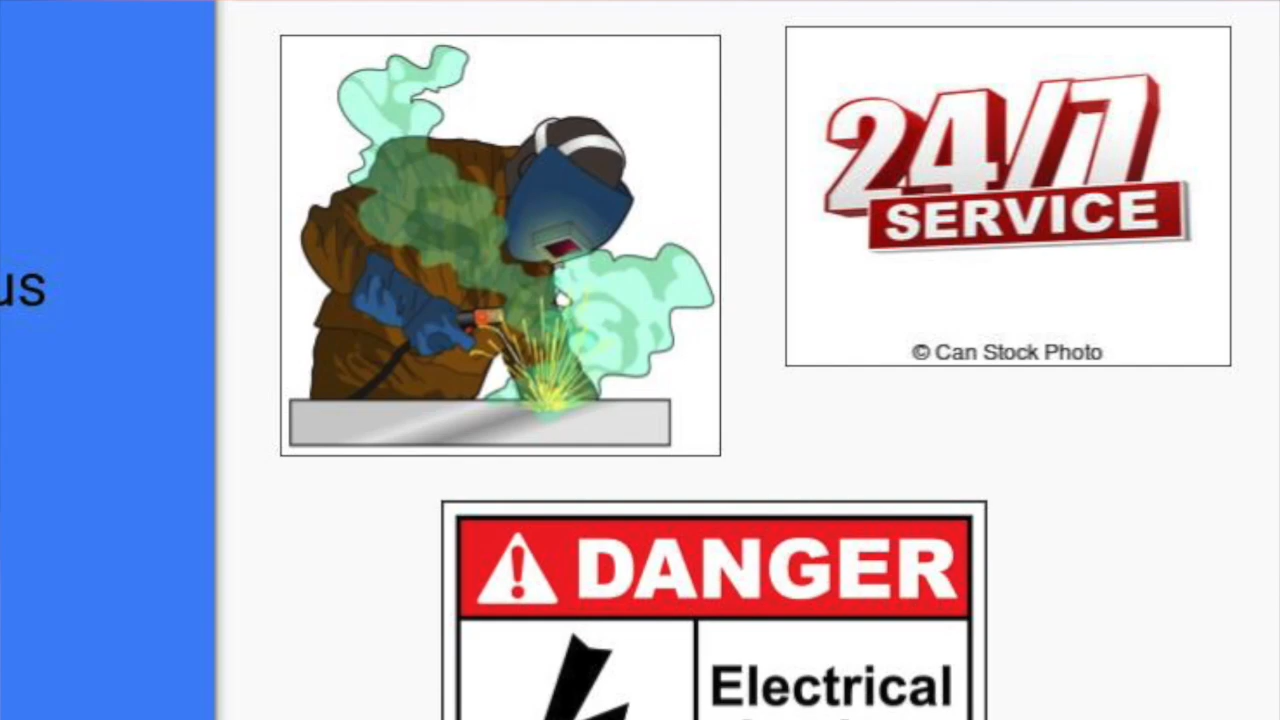 us
24/7
SERVICE
© Can Stock Photo
DANGER
Electrical